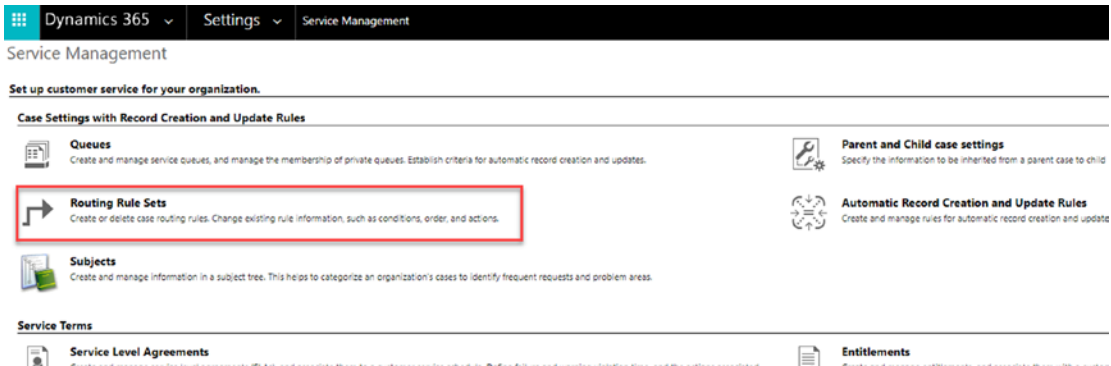 Dynamics 365 Settings Service Management
Service Management
Set up customer service for your organization.
Case Settings with Record Creation and Update Rules
Queues
Create and manage service queues, and manage the membership of private queues. Establish criteria for automatic record creation and updates.
Parent and Child case settings
Specify the information to be inherited from a parent case to child
Routing Rule Sets
Create or delete case routing rules. Change existing rule information, such as conditions, order, and actions.
Automatic Record Creation and Update Rules
Create and manage rules for automatic record creation and update
Subjects
Create and manage information in a subject tree. This helps to categorize an organization's cases to identify frequent requests and problem areas.
Service Terms
Service Level Agreements
Entitlements